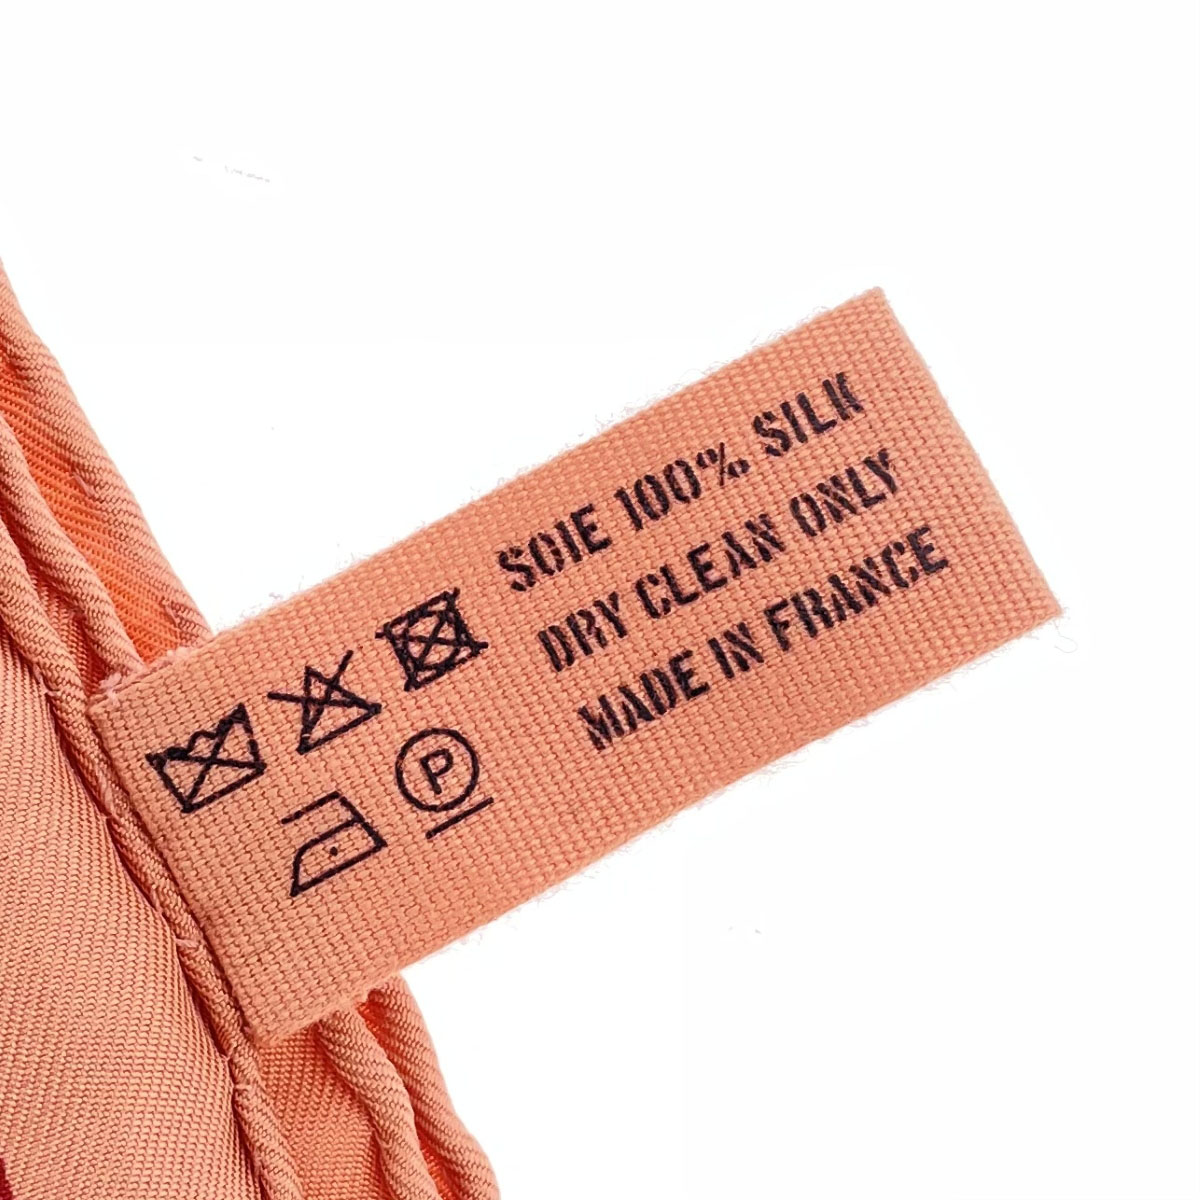 SOIE 100% SILK
DRY CLEAN ONLY
MADE IN FRANCE
P